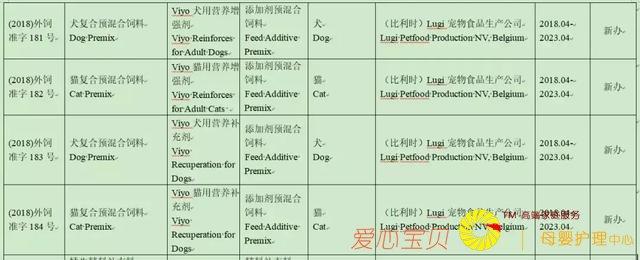 (2018)外饲准字 181 号 犬复合预混合饲料 Dog Premix Viyo 犬用营养增强剂 Viyo Reinforces for Adult Dogs 添加剂预混合饲料 Feed Additive Premix 犬 Dog （比利时）Lugi 宠物食品生产公司 Lugi Petfood Production NV, Belgium 2018.04-2023.04 新办
(2018)外饲准字 182 号 猫复合预混合饲料 Cat Premix Viyo 猫用营养增强剂 Viyo Reinforces for Adult Cats 添加剂预混合饲料 Feed Additive Premix 猫 Cat （比利时）Lugi 宠物食品生产公司 Lugi Petfood Production NV, Belgium 2018.04-2023.04 新办
(2018)外饲准字 183 号 犬复合预混合饲料 Dog Premix Viyo 犬用营养补充剂 Viyo Recuperation for Dogs 添加剂预混合饲料 Feed Additive Premix 犬 Dog （比利时）Lugi 宠物食品生产公司 Lugi Petfood Production NV, Belgium 2018.04-2023.04 新办
(2018)外饲准字 184 号 猫复合预混合饲料 Cat Premix Viyo 猫用营养补充剂 Viyo Recuperation for Dogs 添加剂预混合饲料 Feed Additive Premix 猫 Cat （比利时）Lugi 宠物食品生产公司 Lugi Petfood Production NV, Belgium 2018.04- 新办
爱心宝贝
TM 高端家庭服务
母婴护理中心